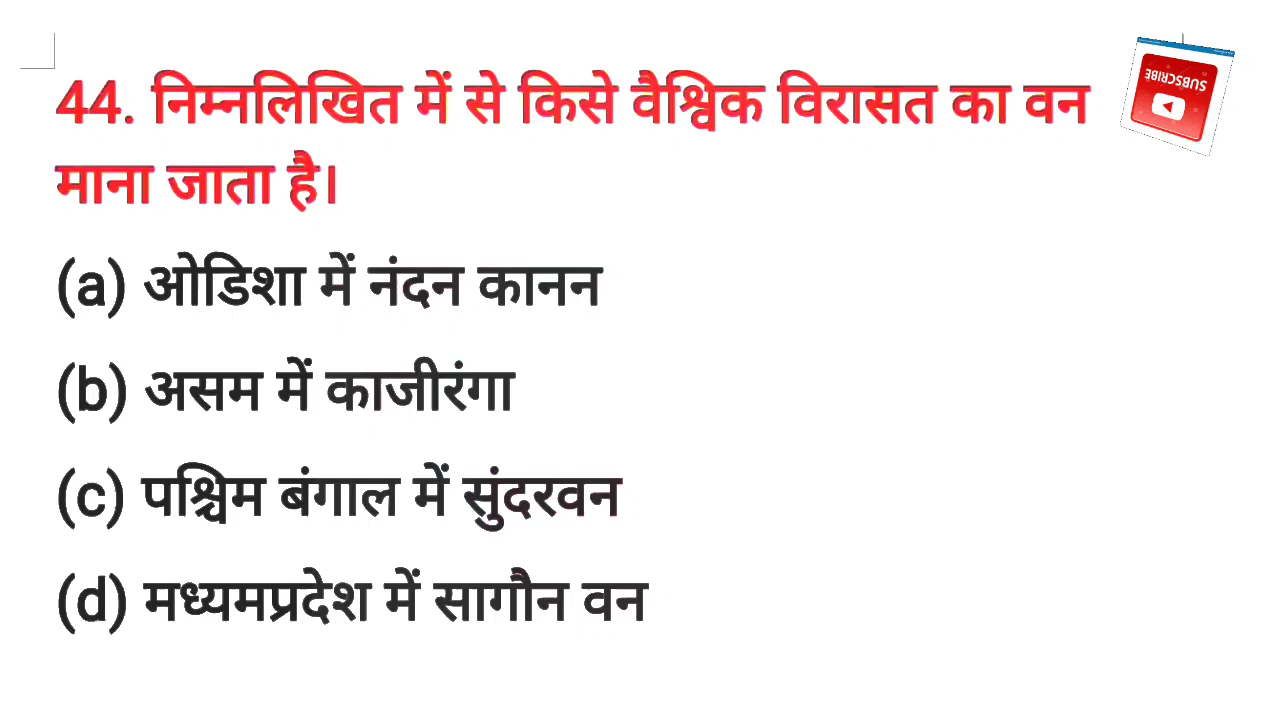 44. निम्नलिखित में से किसे वैश्विक विरासत का वन
माना जाता है।
(a) ओडिशा में नंदन कानन
(b) असम में काजीरंगा
(c) पश्चिम बंगाल में सुंदरवन
(d) मध्यमप्रदेश में सागौन वन
SUBSCRIBE